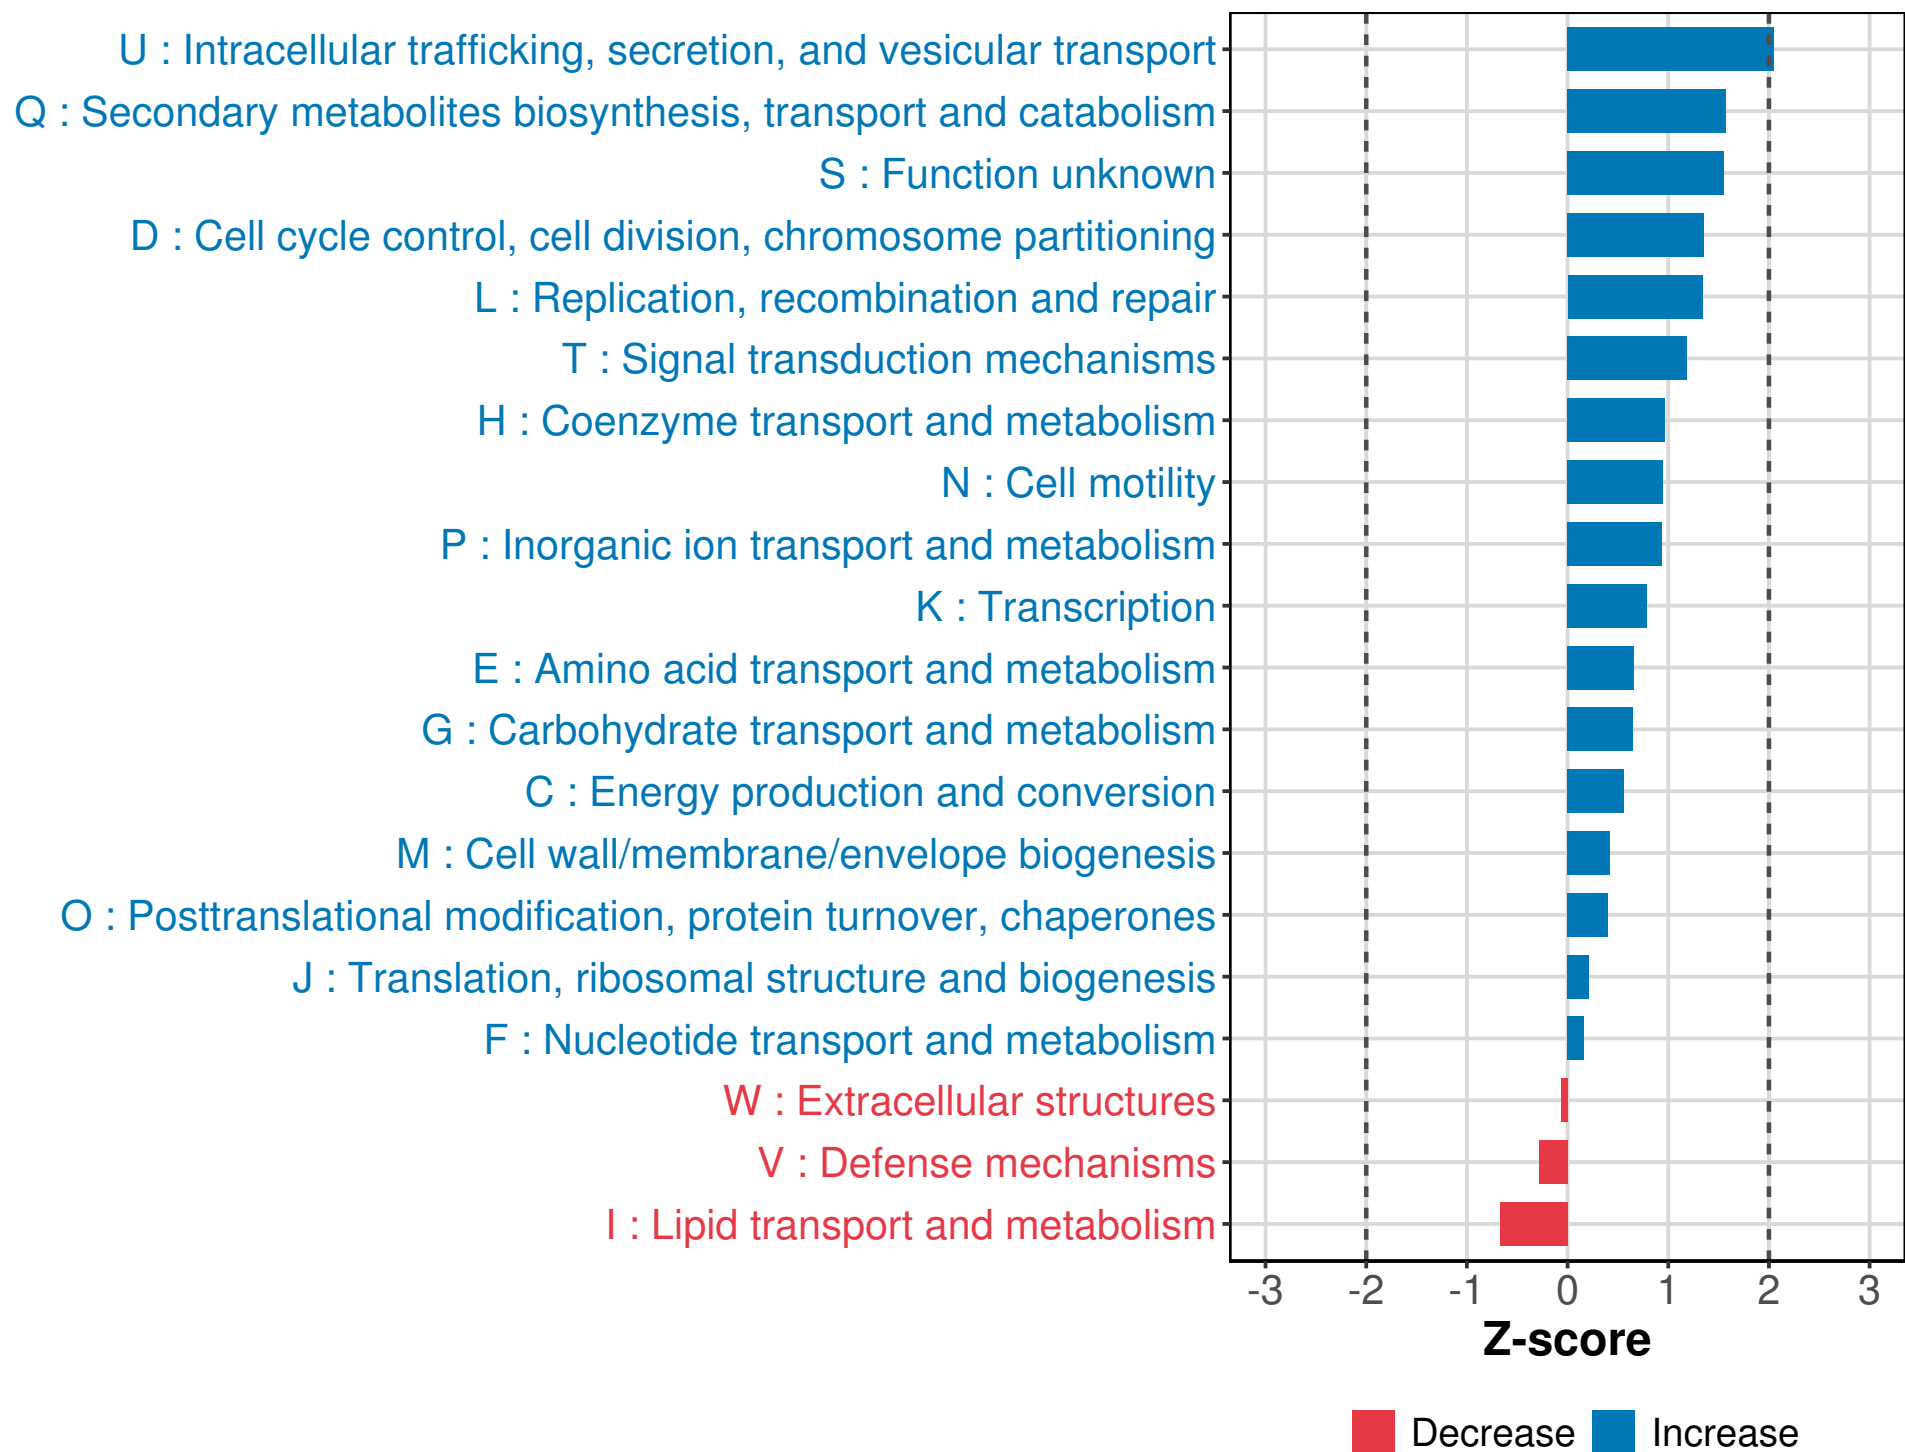 U : Intracellular trafficking, secretion, and vesicular transport
Q : Secondary metabolites biosynthesis, transport and catabolism
S : Function unknown
D : Cell cycle control, cell division, chromosome partitioning
L : Replication, recombination and repair
T : Signal transduction mechanisms
H : Coenzyme transport and metabolism
N : Cell motility
P : Inorganic ion transport and metabolism
K : Transcription
E : Amino acid transport and metabolism
G : Carbohydrate transport and metabolism
C : Energy production and conversion
M : Cell wall/membrane/envelope biogenesis
O : Posttranslational modification, protein turnover, chaperones
J : Translation, ribosomal structure and biogenesis
F : Nucleotide transport and metabolism
W : Extracellular structures
V : Defense mechanisms
I : Lipid transport and metabolism
-3 -2 -1 0 1 2 3
Z-score
Decrease Increase